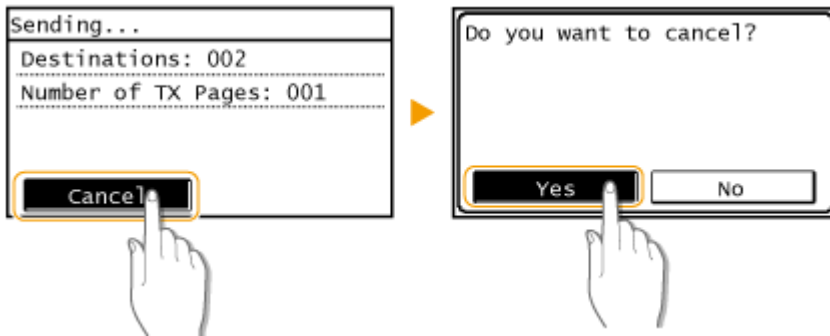 Sending...
Destinations: 002
Number of TX Pages: 001
Cancel
Do you want to cancel?
Yes
No